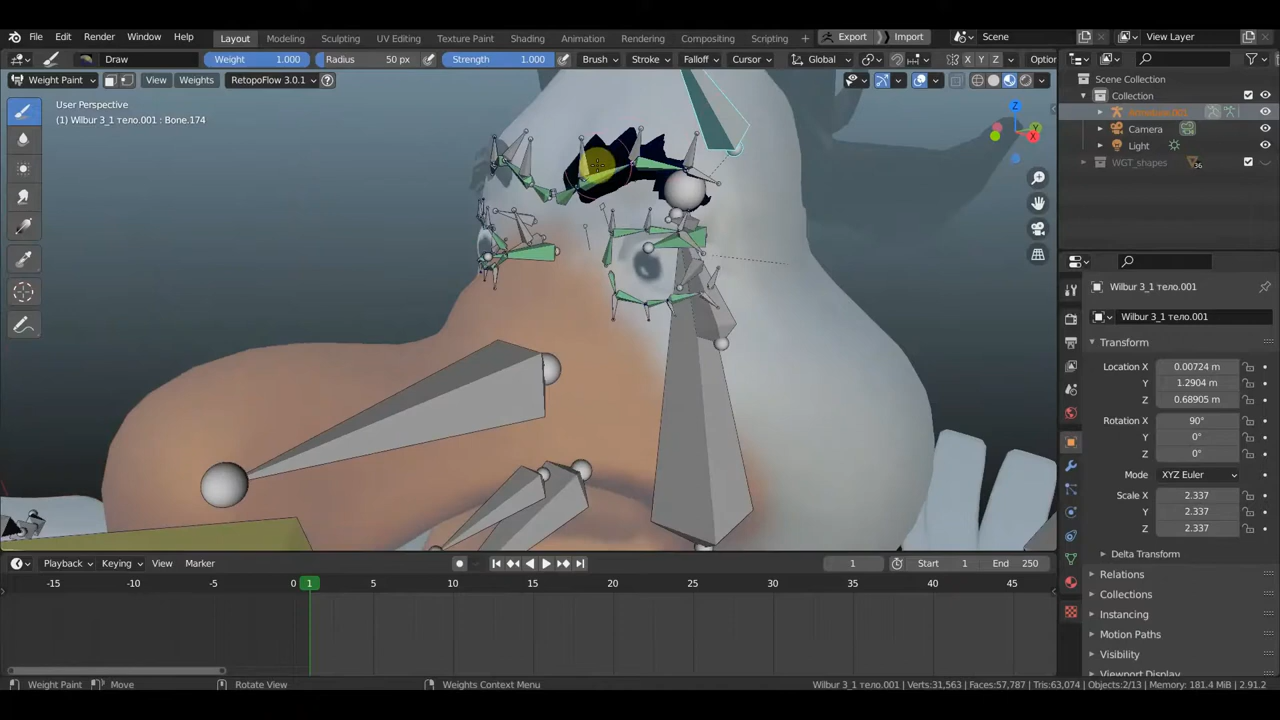 File Edit Render Window Help Layout Modeling Sculpting UV Editing Texture Paint Shading Animation Rendering Compositing Scripting + Export Import Scene View Layer
Draw Weight 1.000 Radius 50 px Strength 1.000 Brush Stroke Falloff Cursor Global X Y Z Optior
Weight Paint View Weights RetopoFlow 3.0.1
User Perspective
(1) Wilbur 3_1 тело.001 : Bone.174
Z
Y
X
Scene Collection
Collection
Camera
Light
WGT_shapes 36
Wilbur 3_1 тело.001
Wilbur 3_1 тело.001
Transform
Location X 0.00724 m
Y 1.2904 m
Z 0.68905 m
Rotation X 90°
Y 0°
Z 0°
Mode XYZ Euler
Scale X 2.337
Y 2.337
Z 2.337
Delta Transform
Relations
Collections
Instancing
Motion Paths
Visibility
Viewport Display
Playback Keying View Marker 1 Start 1 End 250
-15 -10 -5 0 1 5 10 15 20 25 30 35 40 45
Weight Paint Move Rotate View Weights Context Menu Wilbur 3_1 тело.001 | Verts:31,563 | Faces:57,787 | Tris:63,074 | Objects:2/13 | Memory: 181.4 MiB | 2.91.2